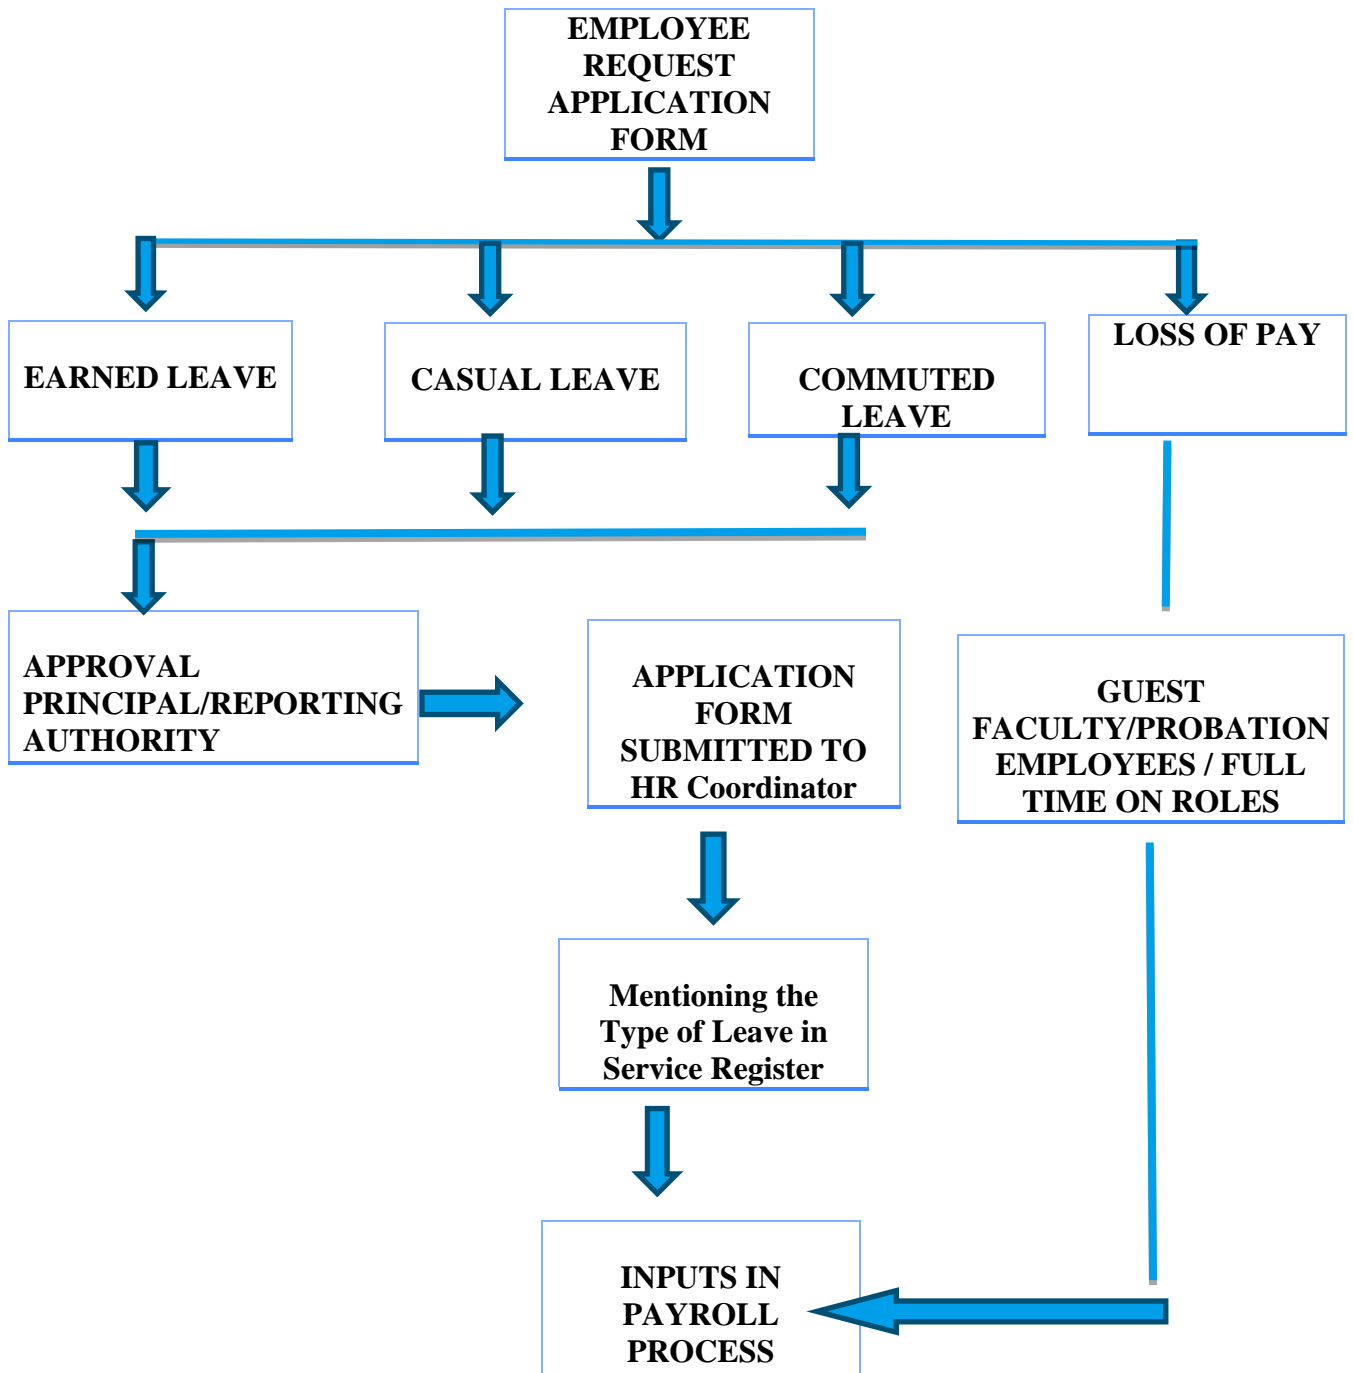 EMPLOYEE
REQUEST
APPLICATION
FORM
EARNED LEAVE
CASUAL LEAVE
COMMUTED
LEAVE
LOSS OF PAY
APPROVAL
PRINCIPAL/REPORTING
AUTHORITY
APPLICATION
FORM
SUBMITTED TO
HR Coordinator
GUEST
FACULTY/PROBATION
EMPLOYEES / FULL
TIME ON ROLES
Mentioning the
Type of Leave in
Service Register
INPUTS IN
PAYROLL
PROCESS